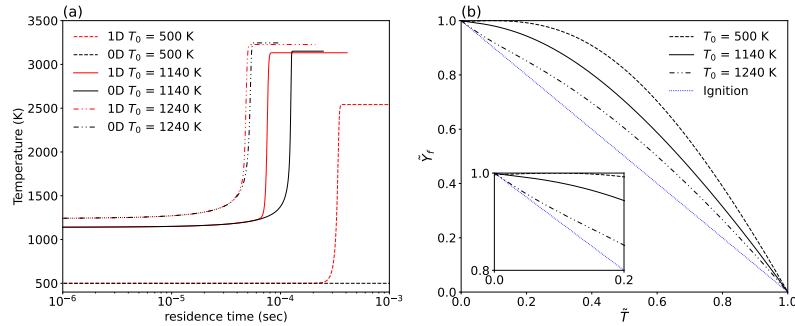 (a)
3500
3000
2500
2000
1500
1000
500
Temperature (K)
1D T₀ = 500 K
0D T₀ = 500 K
1D T₀ = 1140 K
0D T₀ = 1140 K
1D T₀ = 1240 K
0D T₀ = 1240 K
10⁻⁶
10⁻⁵
10⁻⁴
10⁻³
residence time (sec)
(b)
1.0
0.8
0.6
0.4
0.2
0.0
Ỹf
T₀ = 500 K
T₀ = 1140 K
T₀ = 1240 K
Ignition
1.0
0.8
0.0
0.2
0.0
0.2
0.4
0.6
0.8
1.0
T̃